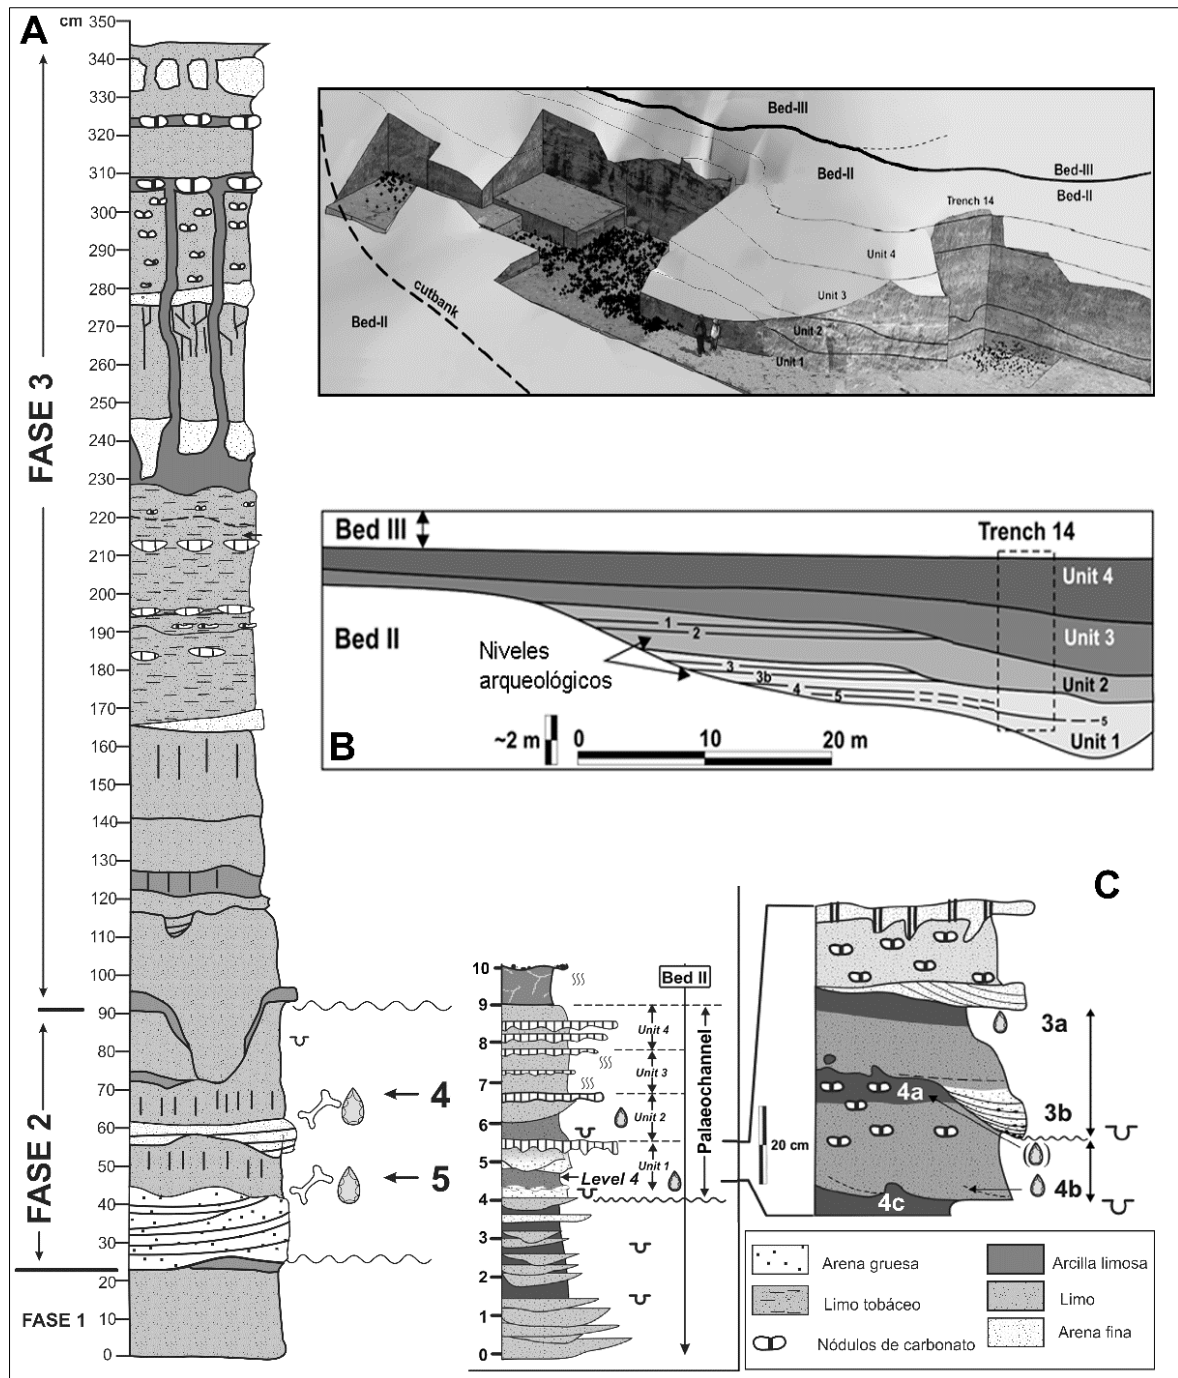 A
cm
350
340
330
320
310
300
290
280
270
260
250
240
230
220
210
200
190
180
170
160
150
140
130
120
110
100
90
80
70
60
50
40
30
20
10
0
FASE 3
FASE 2
FASE 1
4
5
Bed-III
Bed-II
Bed-III
Bed-II
Trench 14
Unit 4
Unit 3
Unit 2
Unit 1
cutbank
Bed-II
Bed III
Trench 14
Unit 4
Bed II
1
2
Unit 3
Niveles
arqueológicos
3
3b
4
5
Unit 2
5
Unit 1
B
~2 m
0
10
20 m
10
9
8
7
6
5
4
3
2
1
0
Bed II
Unit 4
Unit 3
Unit 2
Unit 1
Palaeochannel
Level 4
C
3a
4a
3b
20 cm
4b
4c
Arena gruesa
Arcilla limosa
Limo tobáceo
Limo
Nódulos de carbonato
Arena fina